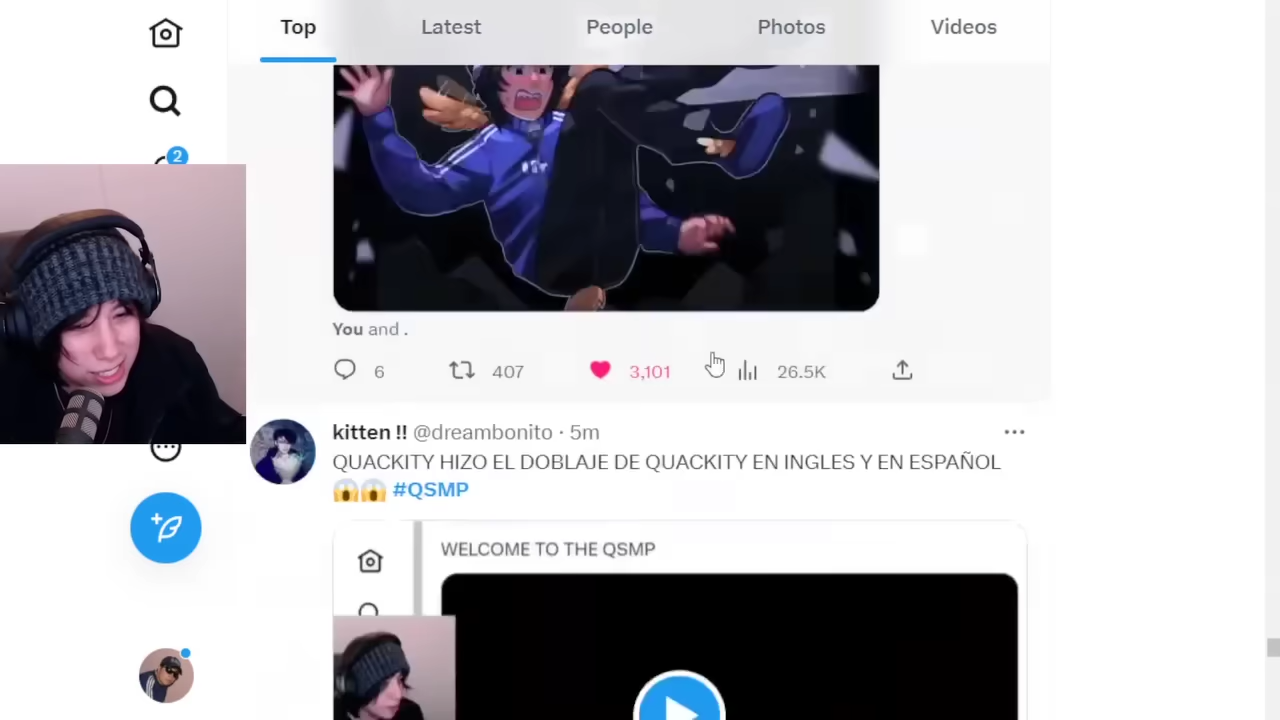 Top Latest People Photos Videos
2
You and .
6 407 3,101 26.5K
kitten !! @dreambonito · 5m
QUACKITY HIZO EL DOBLAJE DE QUACKITY EN INGLES Y EN ESPAÑOL
😱😱 #QSMP
WELCOME TO THE QSMP